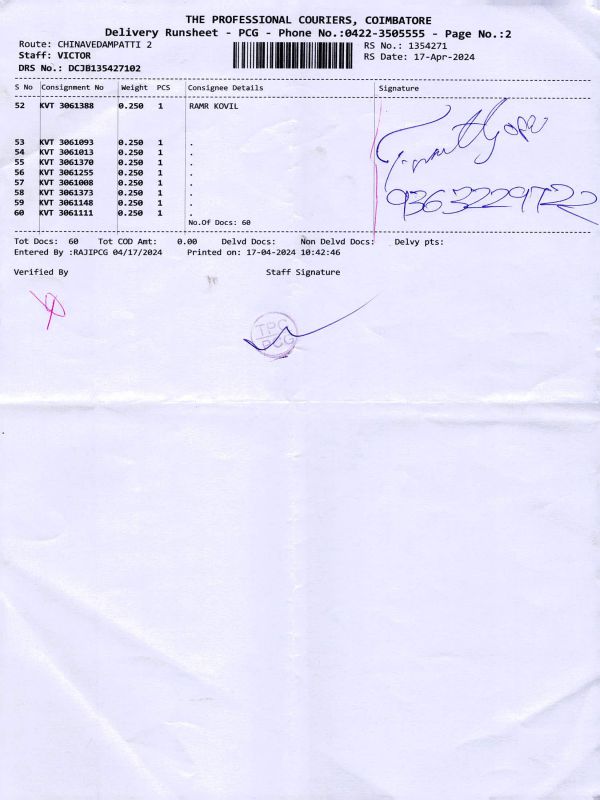 THE PROFESSIONAL COURIERS, COIMBATORE
Delivery Runsheet - PCG - Phone No.:0422-3505555 - Page No.:2
Route: CHINAVEDAMPATTI 2 RS No.: 1354271
Staff: VICTOR RS Date: 17-Apr-2024
DRS No.: DCJB135427102
S No Consignment No Weight PCS Consignee Details Signature
52 KVT 3061388 0.250 1 RAMR KOVIL
53 KVT 3061093 0.250 1 .
54 KVT 3061013 0.250 1 .
55 KVT 3061370 0.250 1 .
56 KVT 3061255 0.250 1 .
57 KVT 3061008 0.250 1 .
58 KVT 3061373 0.250 1 .
59 KVT 3061148 0.250 1 .
60 KVT 3061111 0.250 1 .
No.Of Docs: 60
Tot Docs: 60 Tot COD Amt: 0.00 Delvd Docs: Non Delvd Docs: Delvy pts:
Entered By :RAJIPCG 04/17/2024 Printed on: 17-04-2024 10:42:46
Verified By Staff Signature
TPC
PCG